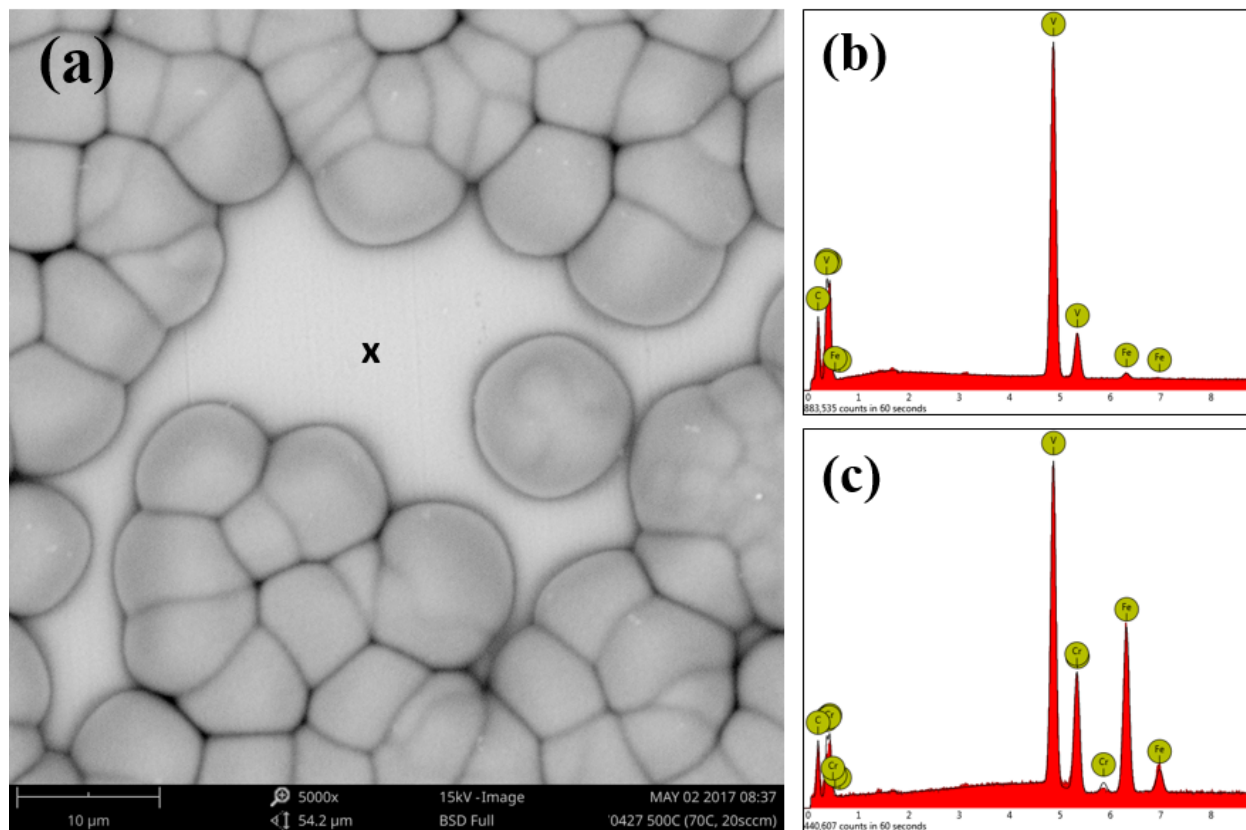 (a)
x
10 µm
5000x
54.2 µm
15kV -Image
BSD Full
MAY 02 2017 08:37
'0427 500C (70C, 20sccm)
(b)
V
V
C
Fe
V
Fe
Fe
0 1 2 3 4 5 6 7 8
883,535 counts in 60 seconds
(c)
V
Fe
Cr
Cr
C
Cr
Cr
Fe
0 1 2 3 4 5 6 7 8
440,607 counts in 60 seconds